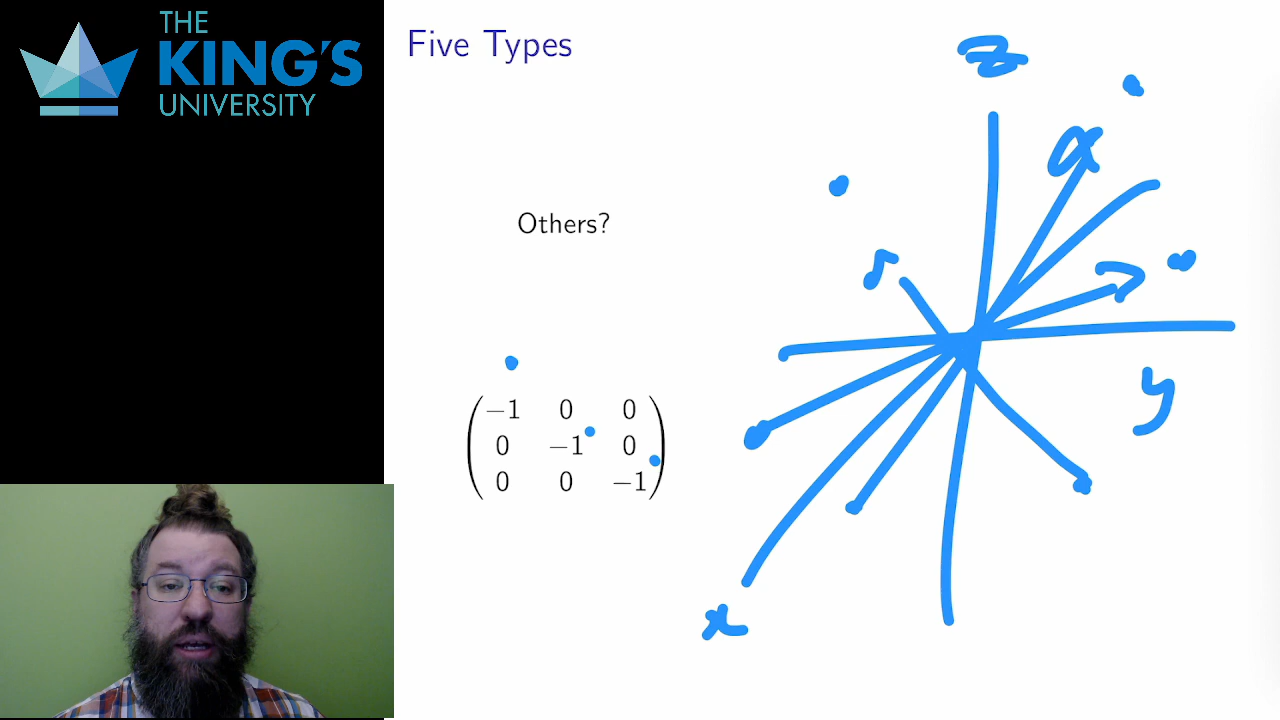 THE
KING'S
UNIVERSITY
Five Types
Others?
−1 0 0
0 −1 0
0 0 −1
z
y
x